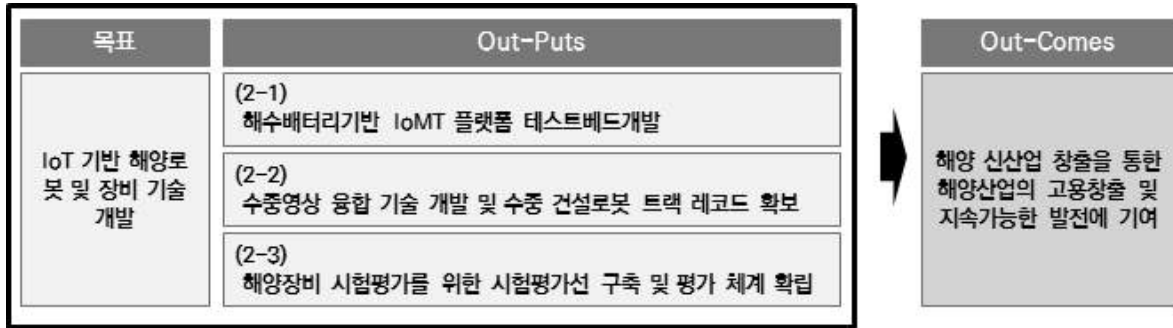 목표
Out-Puts
Out-Comes
IoT 기반 해양로
봇 및 장비 기술
개발
(2-1)
해수배터리기반 IoMT 플랫폼 테스트베드개발
(2-2)
수중영상 융합 기술 개발 및 수중 건설로봇 트랙 레코드 확보
(2-3)
해양장비 시험평가를 위한 시험평가선 구축 및 평가 체계 확립
해양 신산업 창출을 통한
해양산업의 고용창출 및
지속가능한 발전에 기여